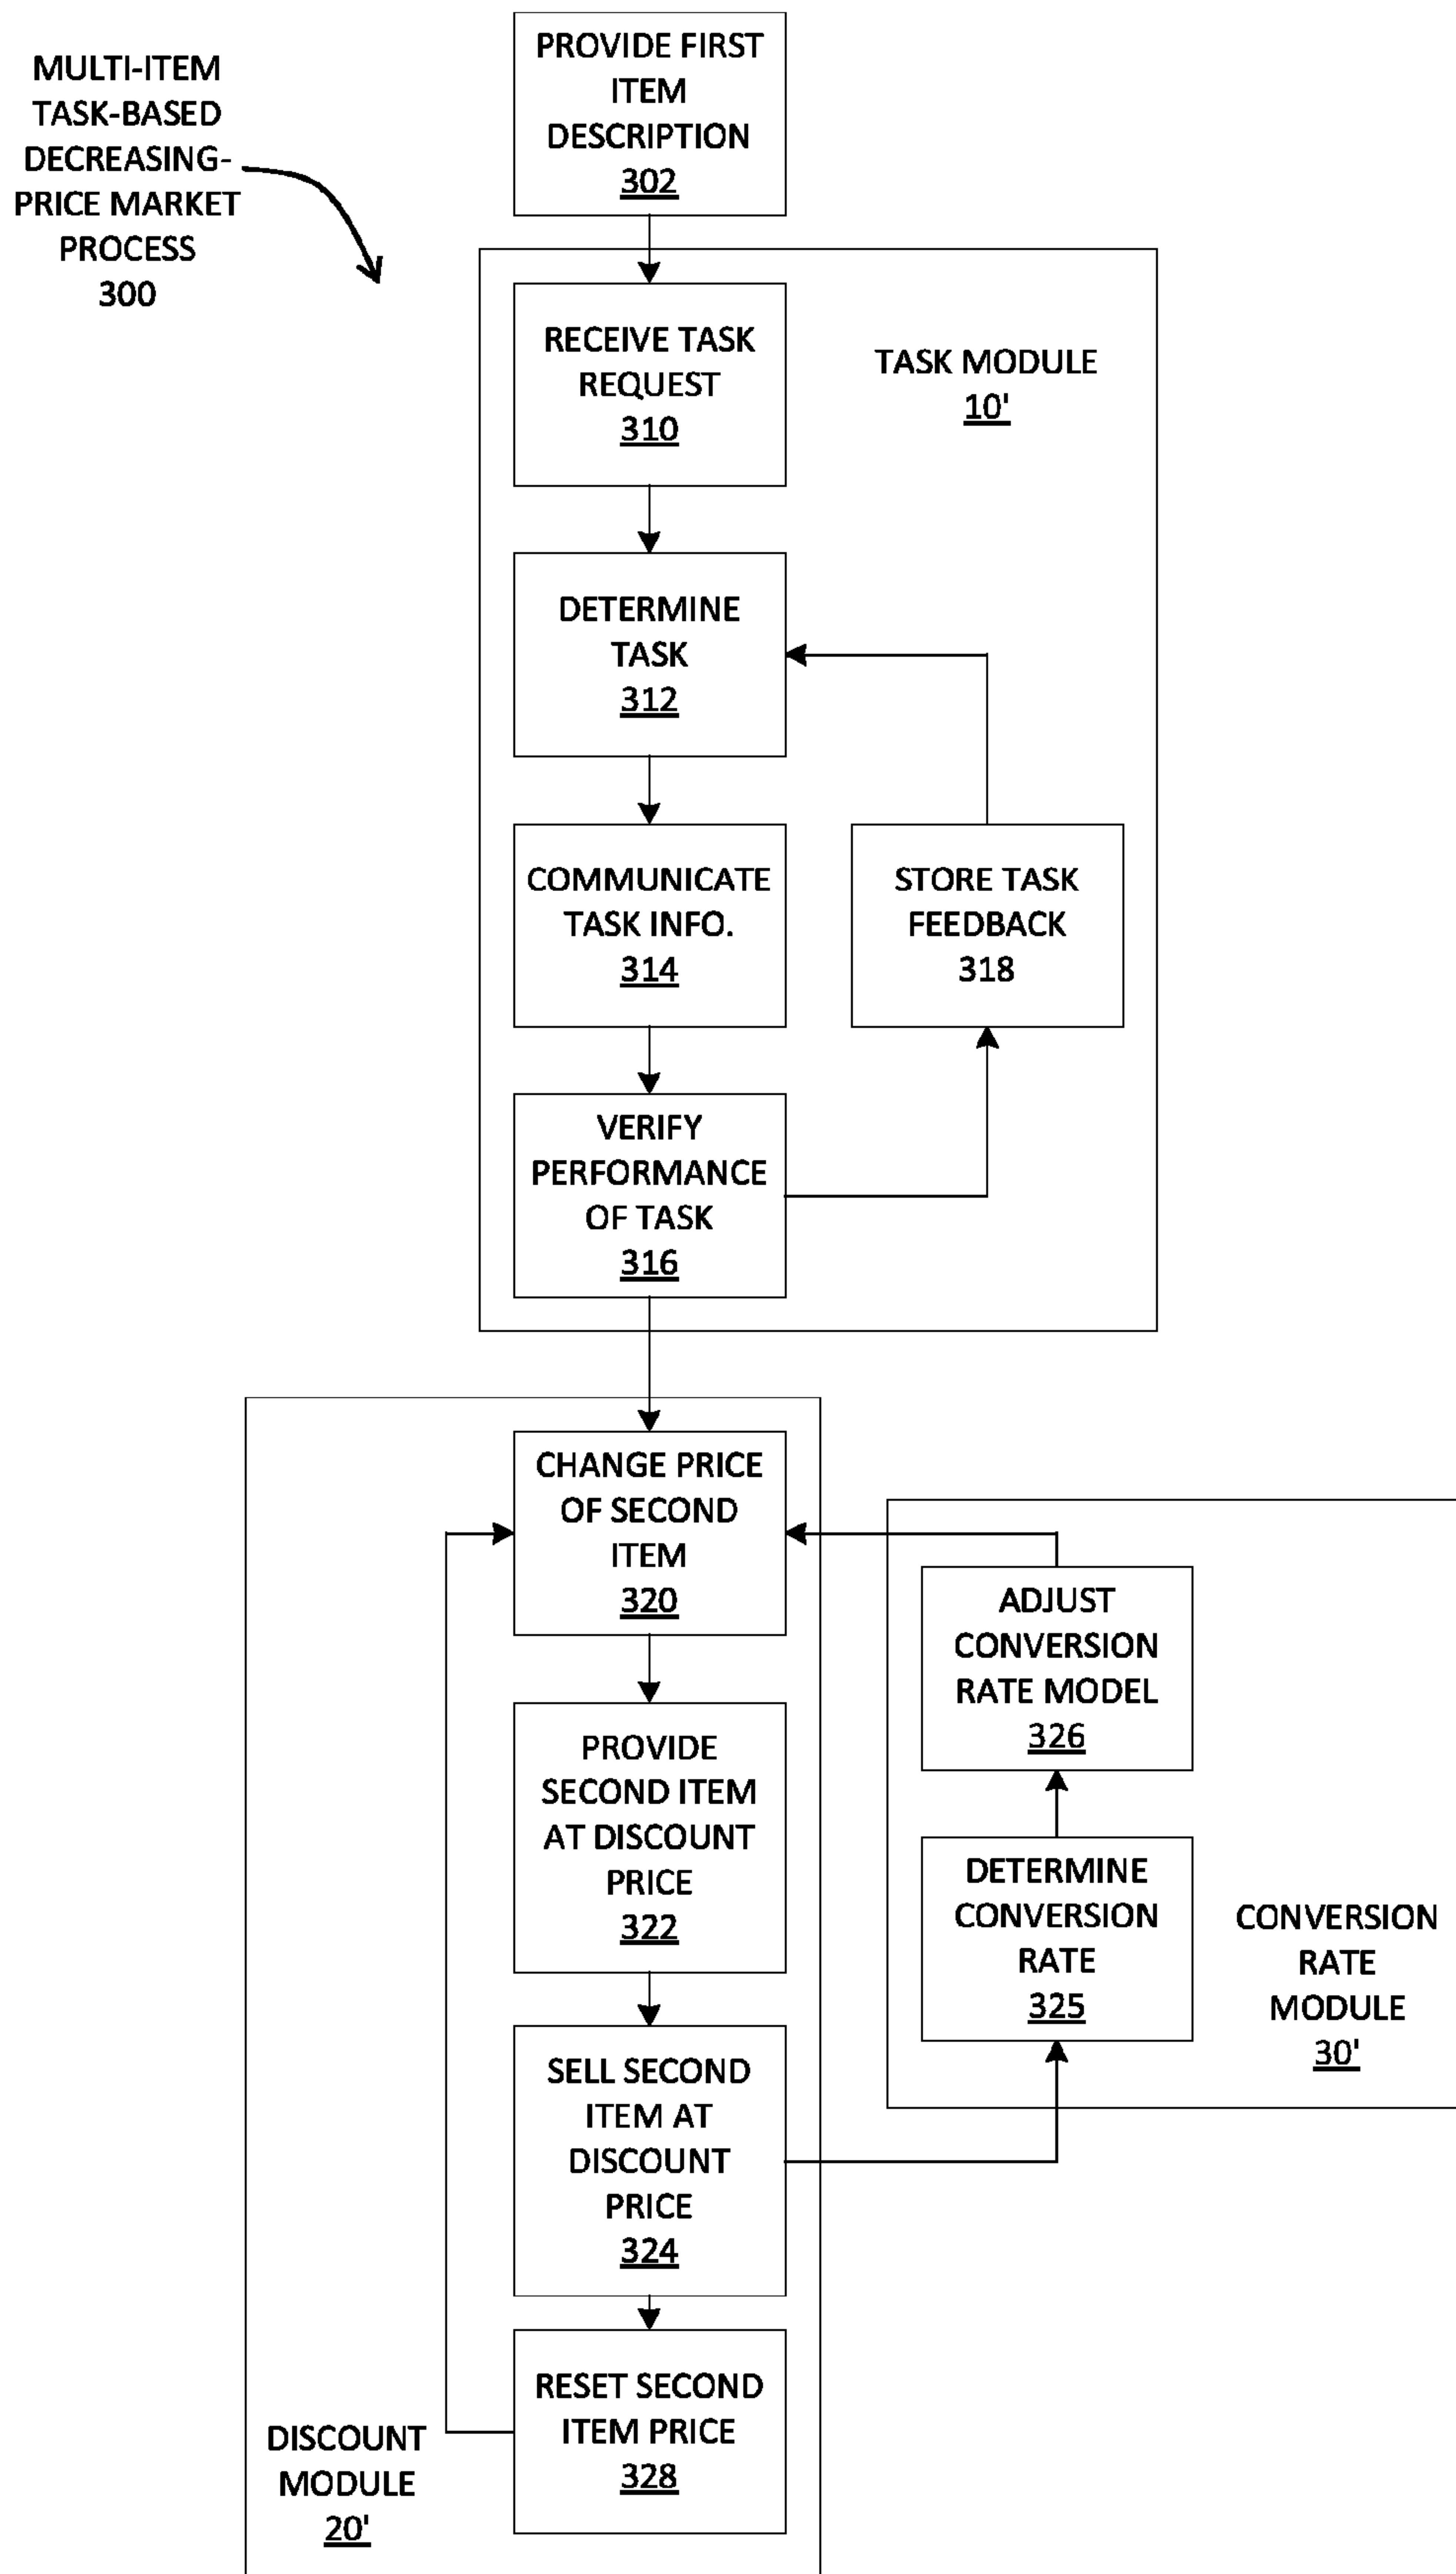 MULTI-ITEM
TASK-BASED
DECREASING-
PRICE MARKET
PROCESS
300
PROVIDE FIRST
ITEM
DESCRIPTION
302
RECEIVE TASK
REQUEST
310
TASK MODULE
10'
DETERMINE
TASK
312
COMMUNICATE
TASK INFO.
314
STORE TASK
FEEDBACK
318
VERIFY
PERFORMANCE
OF TASK
316
CHANGE PRICE
OF SECOND
ITEM
320
ADJUST
CONVERSION
RATE MODEL
326
PROVIDE
SECOND ITEM
AT DISCOUNT
PRICE
322
DETERMINE
CONVERSION
RATE
325
CONVERSION
RATE
MODULE
30'
SELL SECOND
ITEM AT
DISCOUNT
PRICE
324
RESET SECOND
ITEM PRICE
328
DISCOUNT
MODULE
20'